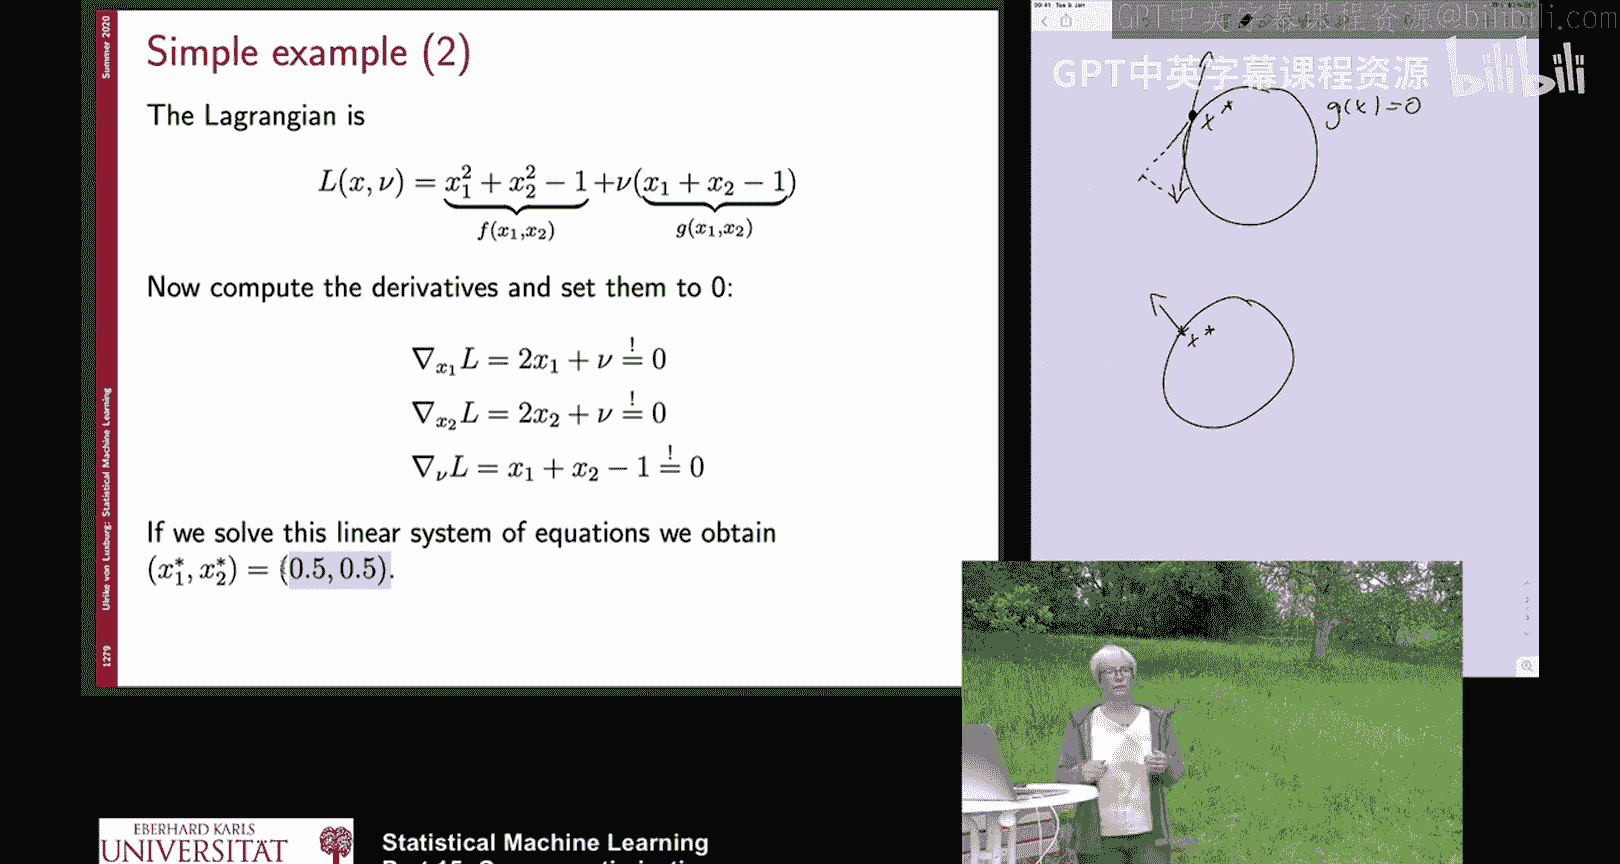 Summer 2020
Ulrike von Luxburg: Statistical Machine Learning
1279
Simple example (2)
The Lagrangian is
L(x, ν) = x₁² + x₂² − 1 + ν(x₁ + x₂ − 1)
f(x₁,x₂)
g(x₁,x₂)
Now compute the derivatives and set them to 0:
∇ₓ₁ L = 2x₁ + ν =! 0
∇ₓ₂ L = 2x₂ + ν =! 0
∇ᵥ L = x₁ + x₂ − 1 =! 0
If we solve this linear system of equations we obtain
(x₁*, x₂*) = (0.5, 0.5).
GPT中英字幕课程资源@bilibili.com
GPT中英字幕课程资源 bilibili
x*
g(x)=0
x*
EBERHARD KARLS
UNIVERSITÄT
Statistical Machine Learning